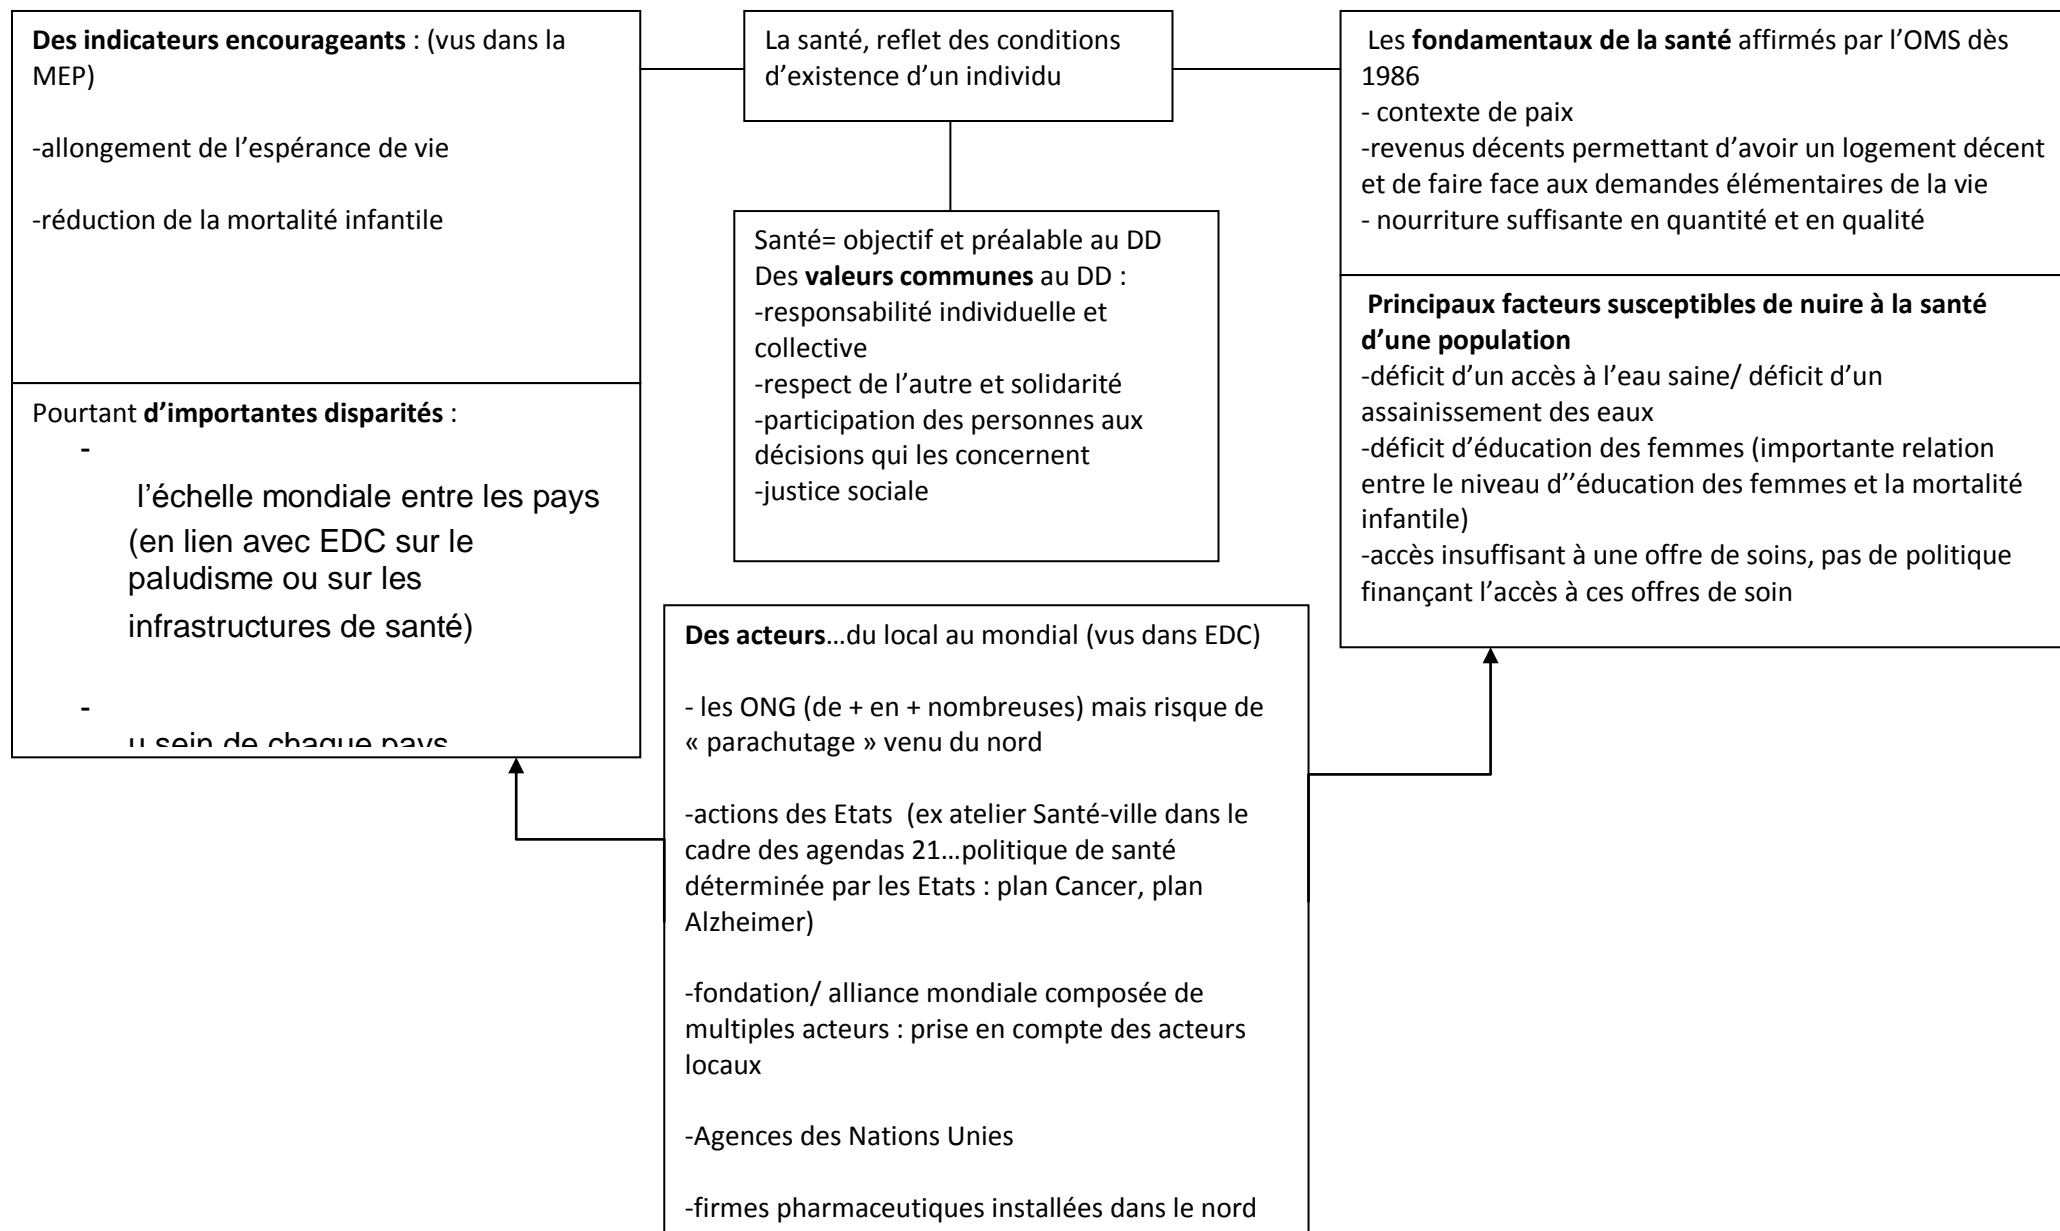 Des indicateurs encourageants : (vus dans la
MEP)
-allongement de l’espérance de vie
-réduction de la mortalité infantile
Pourtant d’importantes disparités :
-
l’échelle mondiale entre les pays
(en lien avec EDC sur le
paludisme ou sur les
infrastructures de santé)
-
u sein de chaque pays
La santé, reflet des conditions
d’existence d’un individu
Santé= objectif et préalable au DD
Des valeurs communes au DD :
-responsabilité individuelle et
collective
-respect de l’autre et solidarité
-participation des personnes aux
décisions qui les concernent
-justice sociale
Les fondamentaux de la santé affirmés par l’OMS dès
1986
- contexte de paix
-revenus décents permettant d’avoir un logement décent
et de faire face aux demandes élémentaires de la vie
- nourriture suffisante en quantité et en qualité
Principaux facteurs susceptibles de nuire à la santé
d’une population
-déficit d’un accès à l’eau saine/ déficit d’un
assainissement des eaux
-déficit d’éducation des femmes (importante relation
entre le niveau d’’éducation des femmes et la mortalité
infantile)
-accès insuffisant à une offre de soins, pas de politique
finançant l’accès à ces offres de soin
Des acteurs…du local au mondial (vus dans EDC)
- les ONG (de + en + nombreuses) mais risque de
« parachutage » venu du nord
-actions des Etats  (ex atelier Santé-ville dans le
cadre des agendas 21…politique de santé
déterminée par les Etats : plan Cancer, plan
Alzheimer)
-fondation/ alliance mondiale composée de
multiples acteurs : prise en compte des acteurs
locaux
-Agences des Nations Unies
-firmes pharmaceutiques installées dans le nord